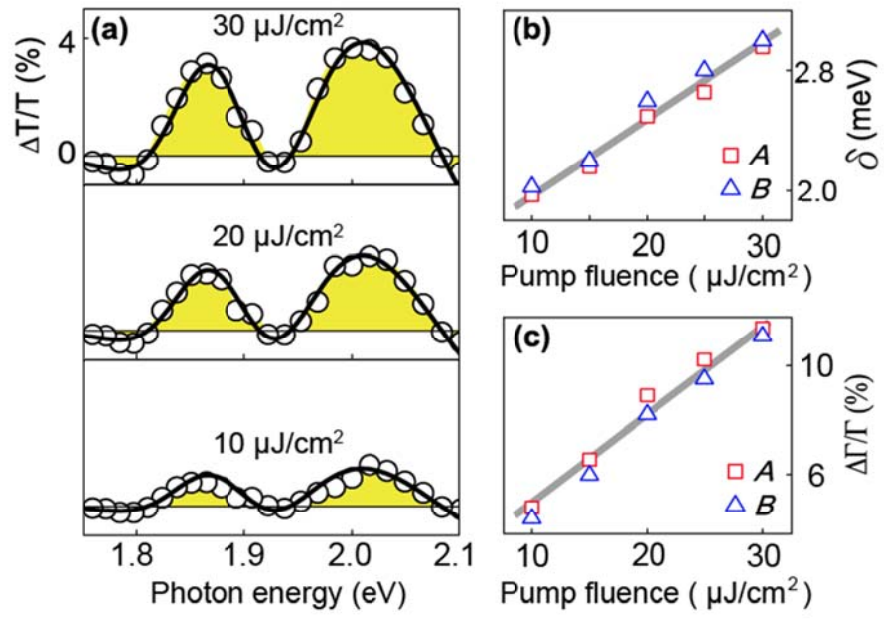 (a)
30 μJ/cm²
4
0
ΔT/T (%)
20 μJ/cm²
10 μJ/cm²
1.8 1.9 2.0 2.1
Photon energy (eV)
(b)
2.8
2.0
δ (meV)
A
B
10 20 30
Pump fluence ( μJ/cm²)
(c)
10
6
ΔΓ/Γ (%)
A
B
10 20 30
Pump fluence ( μJ/cm²)